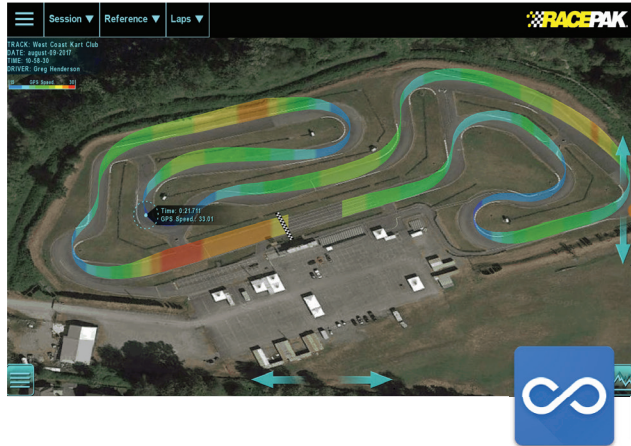 Session ▼
Reference ▼
Laps ▼
RACEPAK
TRACK: West Coast Kart Club
DATE: august-09-2017
TIME: 10-58-30
DRIVER: Greg Henderson
GPS Speed
Time: 0:21.711
GPS Speed: 33.01